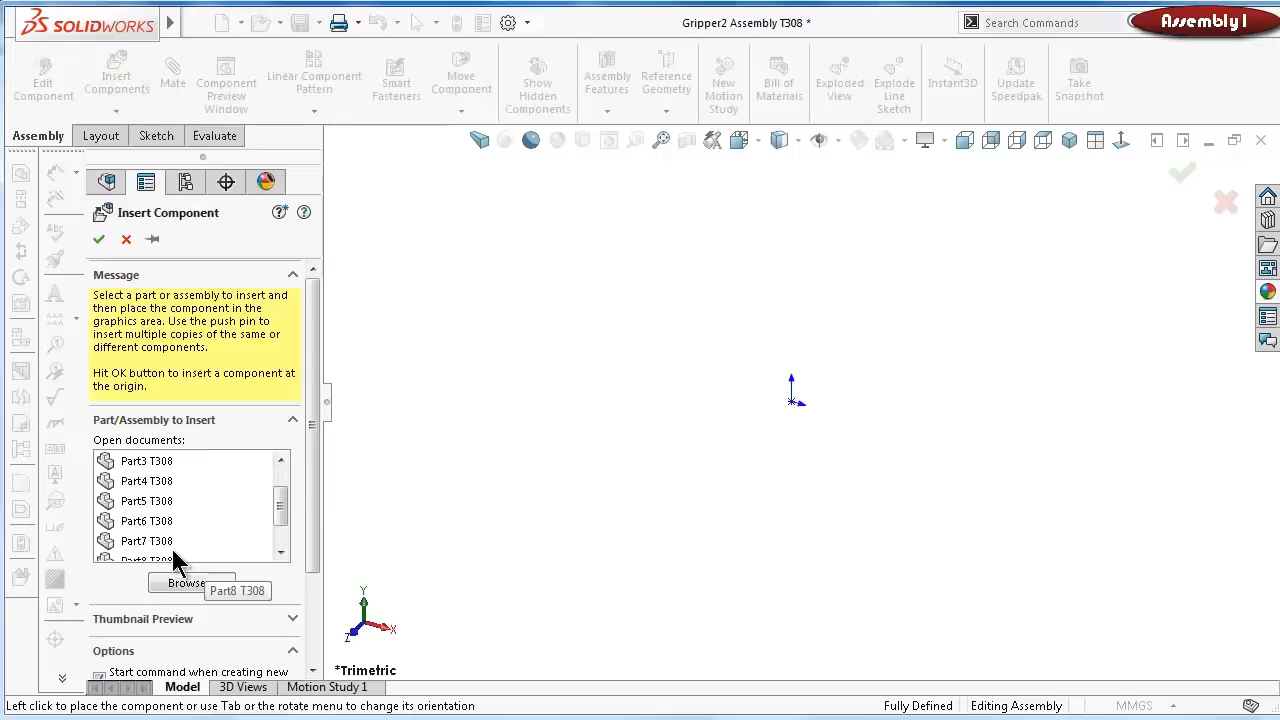 SOLIDWORKS
Gripper2 Assembly T308 *
Search Commands
Assembly1
Edit
Component
Insert
Components
Mate
Component
Preview
Window
Linear Component
Pattern
Smart
Fasteners
Move
Component
Show
Hidden
Components
Assembly
Features
Reference
Geometry
New
Motion
Study
Bill of
Materials
Exploded
View
Explode
Line
Sketch
Instant3D
Update
Speedpak
Take
Snapshot
Assembly
Layout
Sketch
Evaluate
Insert Component
Message
Select a part or assembly to insert and
then place the component in the
graphics area. Use the push pin to
insert multiple copies of the same or
different components.
Hit OK button to insert a component at
the origin.
Part/Assembly to Insert
Open documents:
Part3 T308
Part4 T308
Part5 T308
Part6 T308
Part7 T308
Part8 T308
Browse
Part8 T308
Thumbnail Preview
Options
Start command when creating new
Y
X
Z
*Trimetric
Model
3D Views
Motion Study 1
Left click to place the component or use Tab or the rotate menu to change its orientation
Fully Defined
Editing Assembly
MMGS